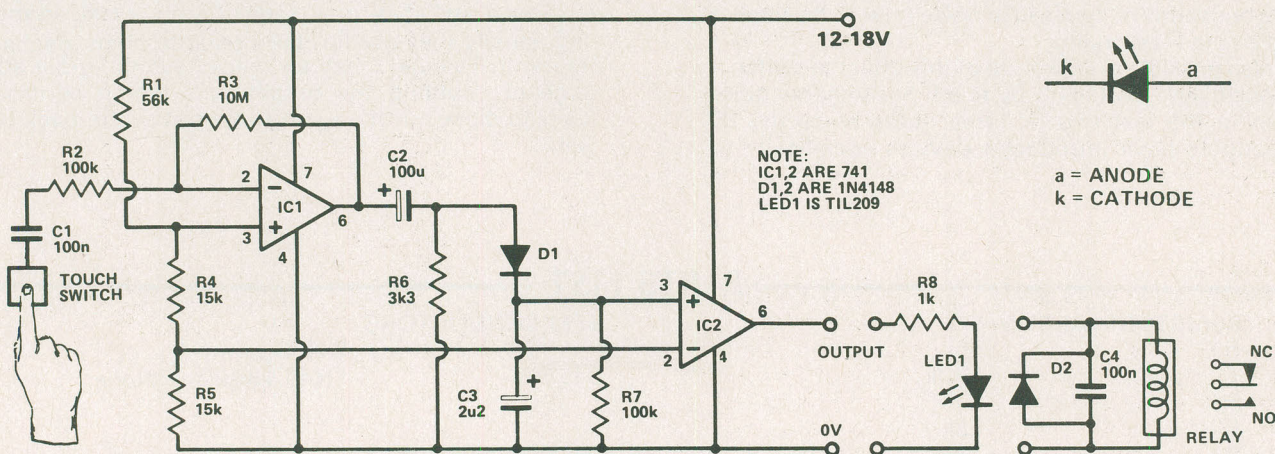 12-18V
k
a
a = ANODE
k = CATHODE
R1
56k
R3
10M
R2
100k
C2
100u
+
NOTE:
IC1,2 ARE 741
D1,2 ARE 1N4148
LED1 IS TIL209
2
7
−
IC1
+
6
3
4
C1
100n
TOUCH
SWITCH
R4
15k
R6
3k3
D1
3
7
+
IC2
−
6
2
4
OUTPUT
R8
1k
LED1
D2
C4
100n
NC
NO
RELAY
R5
15k
C3
2u2
+
R7
100k
0V